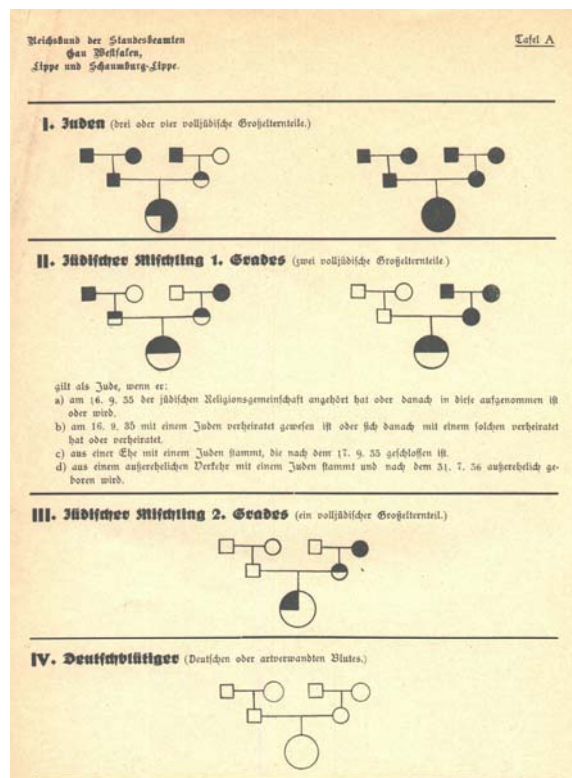 Reichsbund der Standesbeamten
Gau Westfalen,
Lippe und Schaumburg-Lippe.
Tafel A
I. Juden (drei oder vier volljüdische Großelternteile.)
II. Jüdischer Mischling 1. Grades (zwei volljüdische Großelternteile.)
gilt als Jude, wenn er:
a) am 16. 9. 35 der jüdischen Religionsgemeinschaft angehört hat oder danach in diese aufgenommen ist
oder wird.
b) am 16. 9. 35 mit einem Juden verheiratet gewesen ist oder sich danach mit einem solchen verheiratet
hat oder verheiratet.
c) aus einer Ehe mit einem Juden stammt, die nach dem 17. 9. 35 geschlossen ist.
d) aus einem außerehelichen Verkehr mit einem Juden stammt und nach dem 31. 7. 36 außerehelich ge-
boren wird.
III. Jüdischer Mischling 2. Grades (ein volljüdischer Großelternteil.)
IV. Deutschblütiger (Deutschen oder artverwandten Blutes.)